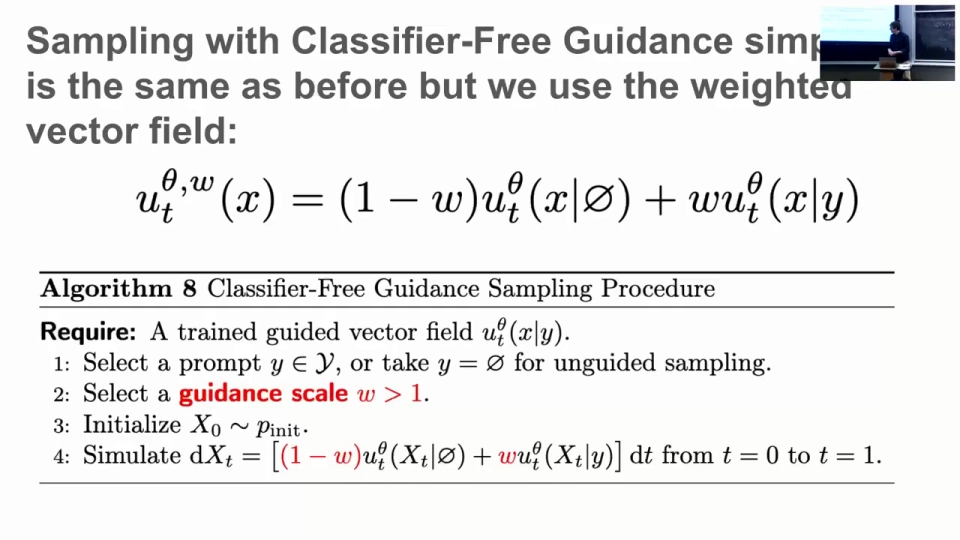 Sampling with Classifier-Free Guidance
is the same as before but we use the weighted
vector field:
u_t^{θ,w}(x) = (1 − w)u_t^θ(x|∅) + wu_t^θ(x|y)
Algorithm 8 Classifier-Free Guidance Sampling Procedure
Require: A trained guided vector field u_t^θ(x|y).
1: Select a prompt y ∈ 𝒴, or take y = ∅ for unguided sampling.
2: Select a guidance scale w > 1.
3: Initialize X_0 ~ p_init.
4: Simulate dX_t = [(1 − w)u_t^θ(X_t|∅) + wu_t^θ(X_t|y)] dt from t = 0 to t = 1.